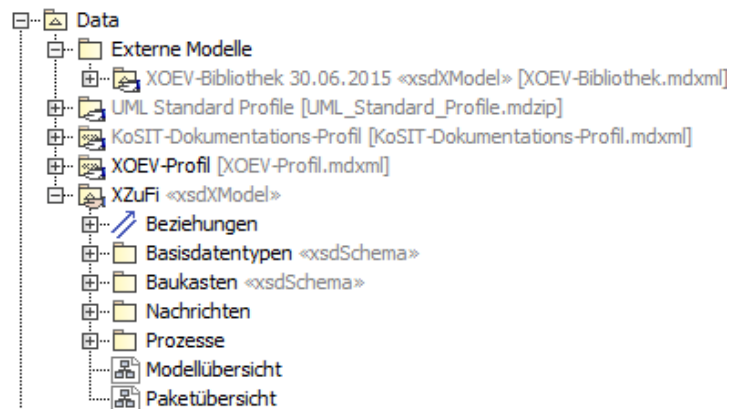 Data
Externe Modelle
XOEV-Bibliothek 30.06.2015 «xsdXModel» [XOEV-Bibliothek.mdxml]
UML Standard Profile [UML_Standard_Profile.mdzip]
KoSIT-Dokumentations-Profil [KoSIT-Dokumentations-Profil.mdxml]
XOEV-Profil [XOEV-Profil.mdxml]
XZuFi «xsdXModel»
Beziehungen
Basisdatentypen «xsdSchema»
Baukasten «xsdSchema»
Nachrichten
Prozesse
Modellübersicht
Paketübersicht